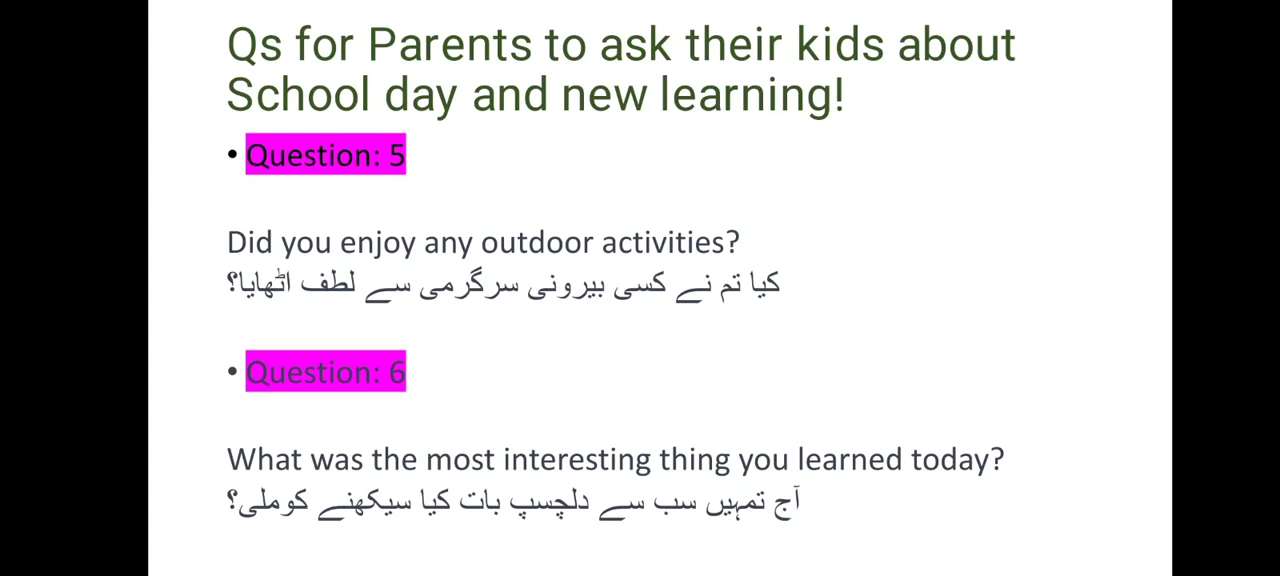 Qs for Parents to ask their kids about
School day and new learning!
• Question: 5
Did you enjoy any outdoor activities?
کیا تم نے کسی بیرونی سرگرمی سے لطف اٹھایا؟
• Question: 6
What was the most interesting thing you learned today?
آج تمہیں سب سے دلچسپ بات کیا سیکھنے کو ملی؟